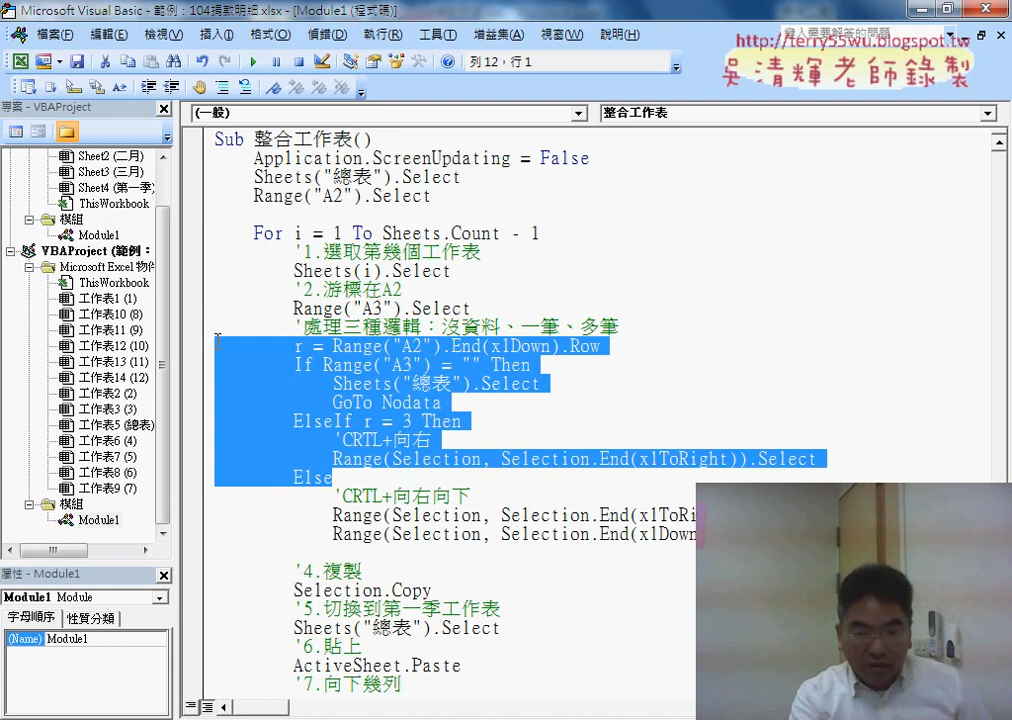 Microsoft Visual Basic - 範例：104捐款明細.xlsx - [Module1 (程式碼)]
檔案(F) 編輯(E) 檢視(V) 插入(I) 格式(O) 偵錯(D) 執行(R) 工具(T) 增益集(A) 視窗(W) 說明(H)
http://terry55wu.blogspot.tw
吳清輝老師錄製
列 12，行 1
專案 - VBAProject
(一般)
整合工作表
Sheet2 (二月)
Sheet3 (三月)
Sheet4 (第一季)
ThisWorkbook
模組
Module1
VBAProject (範例：
Microsoft Excel 物件
ThisWorkbook
工作表1 (1)
工作表10 (8)
工作表11 (9)
工作表12 (10)
工作表13 (11)
工作表14 (12)
工作表2 (2)
工作表3 (3)
工作表5 (總表)
工作表6 (4)
工作表7 (5)
工作表8 (6)
工作表9 (7)
模組
Module1
屬性 - Module1
Module1 Module
字母順序 性質分類
(Name) Module1
Sub 整合工作表()
Application.ScreenUpdating = False
Sheets("總表").Select
Range("A2").Select
For i = 1 To Sheets.Count - 1
'1.選取第幾個工作表
Sheets(i).Select
'2.游標在A2
Range("A3").Select
'處理三種邏輯：沒資料、一筆、多筆
r = Range("A2").End(xlDown).Row
If Range("A3") = "" Then
Sheets("總表").Select
GoTo Nodata
ElseIf r = 3 Then
'CRTL+向右
Range(Selection, Selection.End(xlToRight)).Select
Else
'CRTL+向右向下
Range(Selection, Selection.End(xlToRi
Range(Selection, Selection.End(xlDown
'4.複製
Selection.Copy
'5.切換到第一季工作表
Sheets("總表").Select
'6.貼上
ActiveSheet.Paste
'7.向下幾列